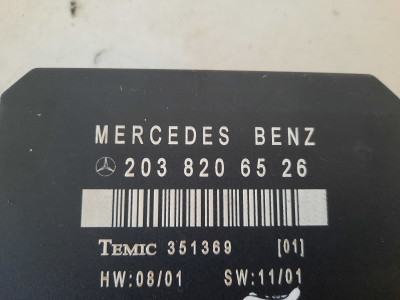 MERCEDES BENZ
203 820 65 26
TEMIC 351369 [01]
HW:08/01 SW:11/01